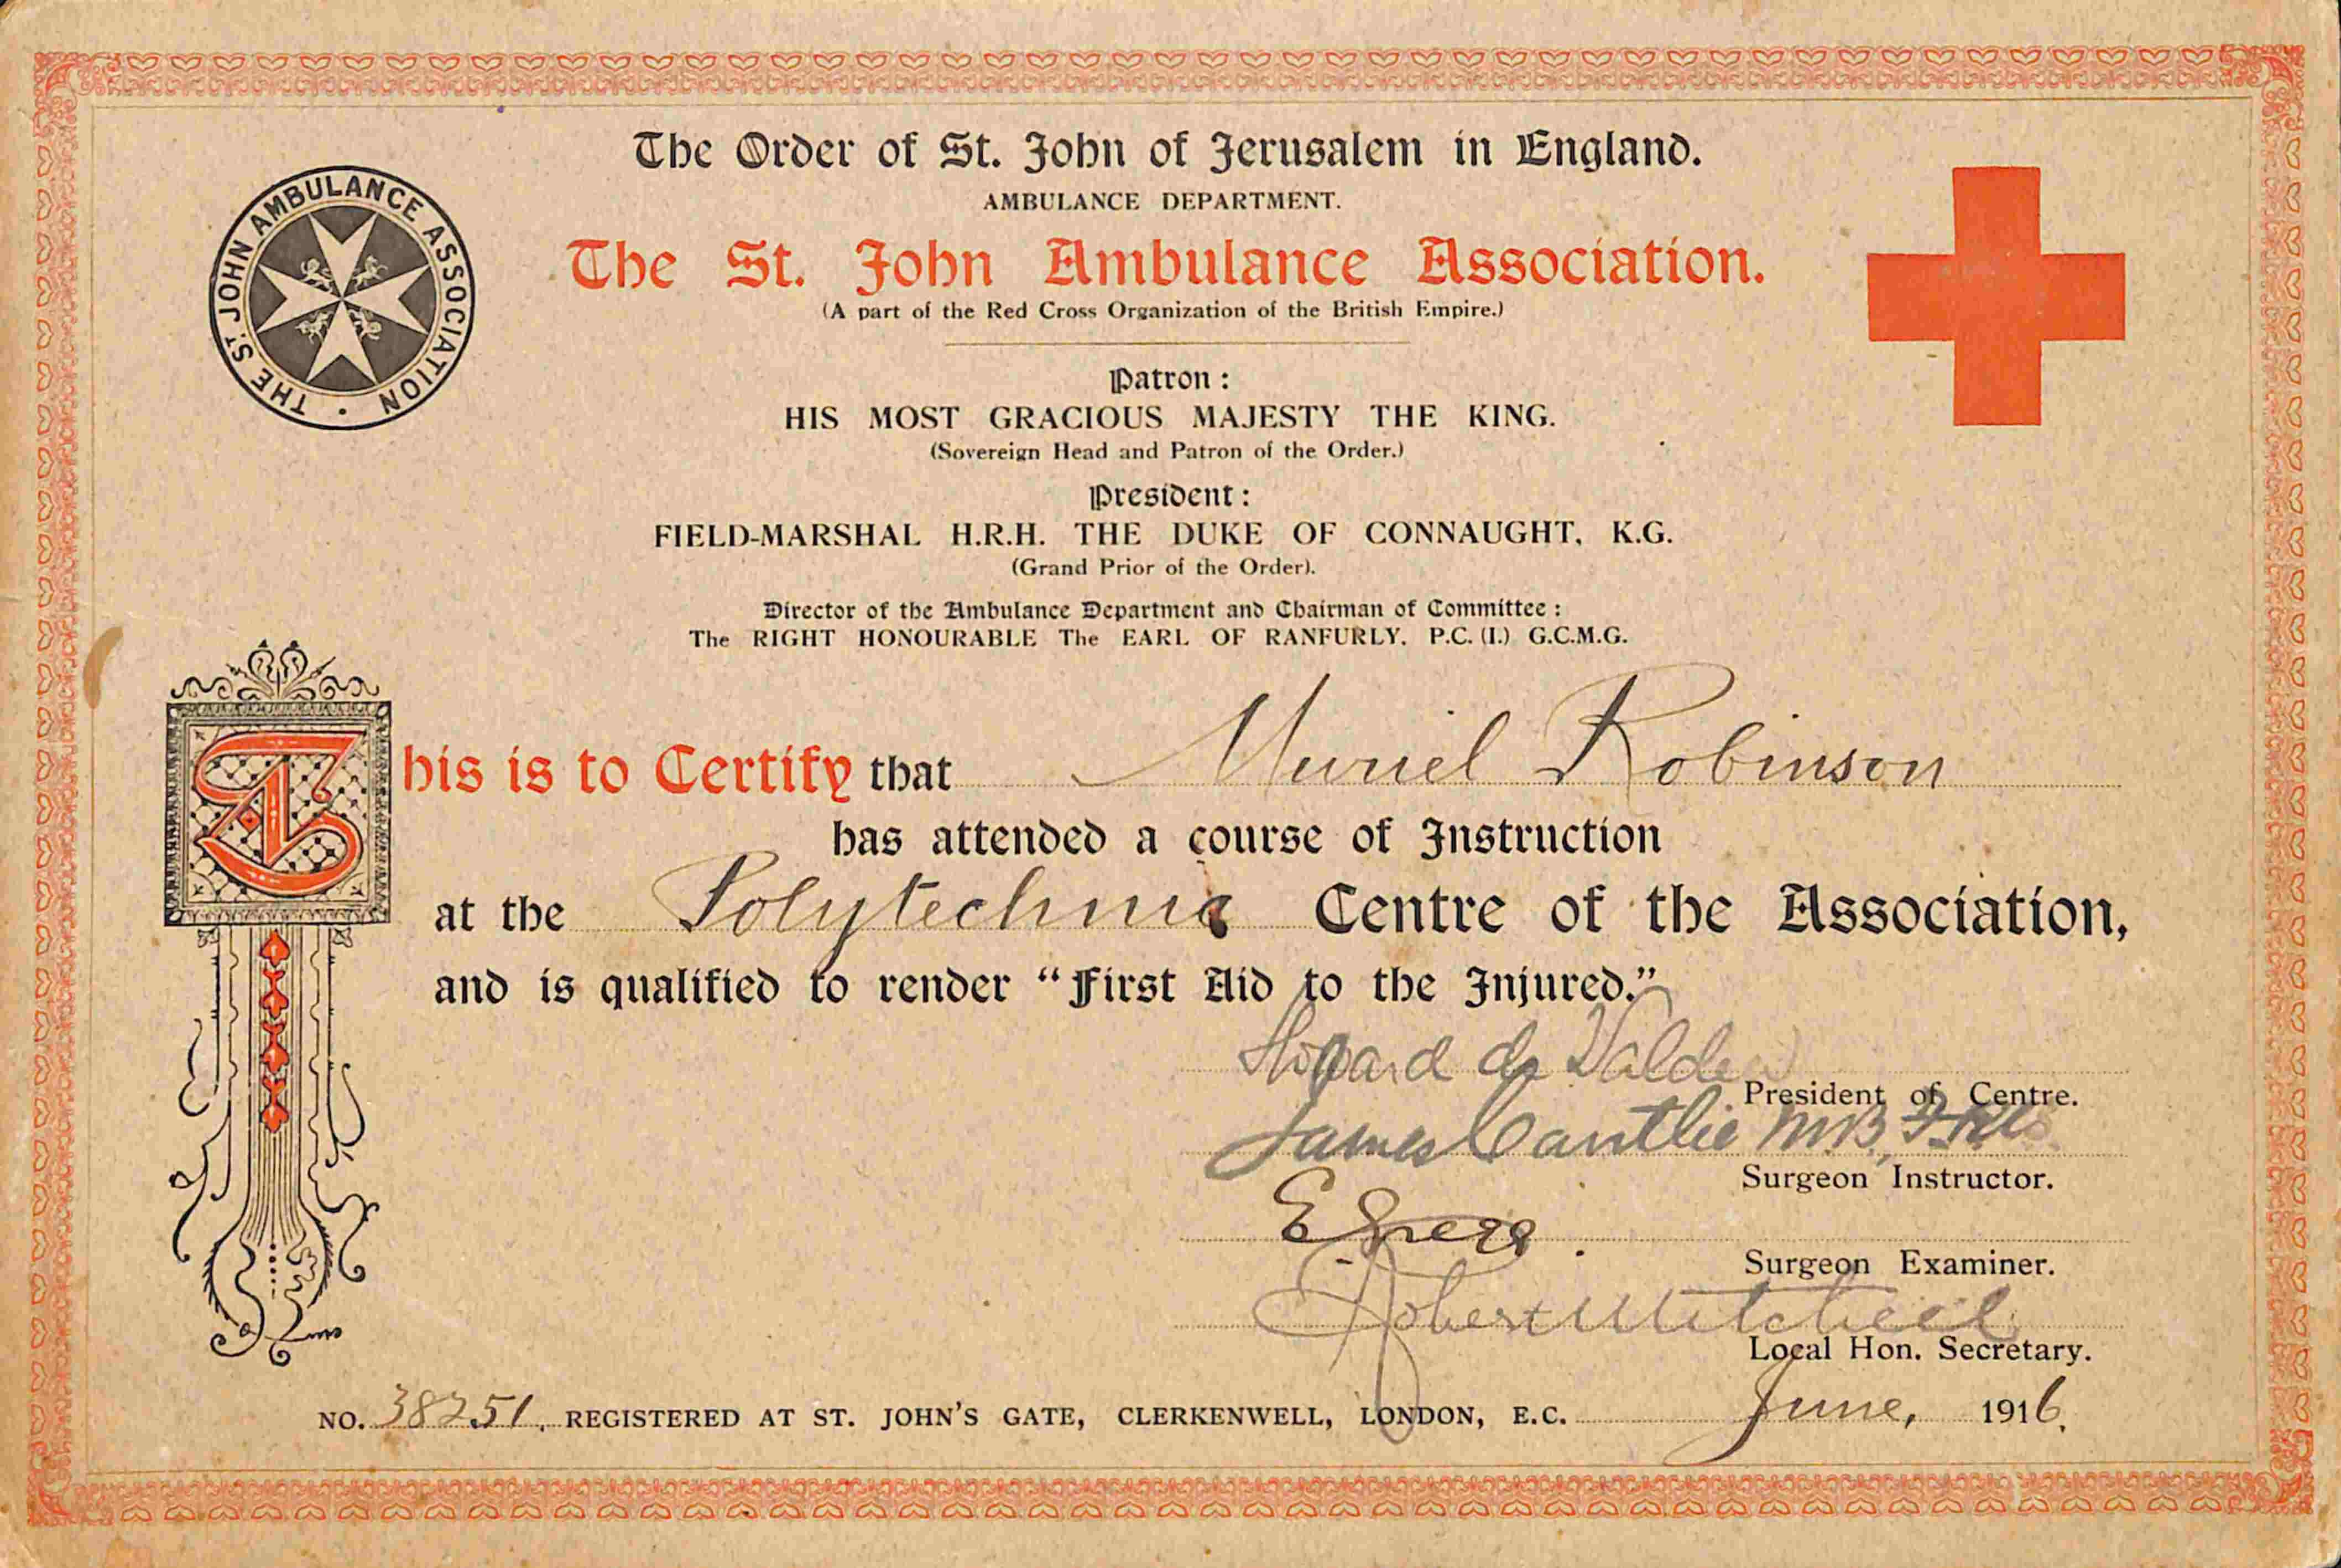 The Order of St. John of Jerusalem in England.
AMBULANCE DEPARTMENT.
THE ST. JOHN AMBULANCE ASSOCIATION
The St. John Ambulance Association.
(A part of the Red Cross Organization of the British Empire.)
Patron :
HIS MOST GRACIOUS MAJESTY THE KING.
(Sovereign Head and Patron of the Order.)
President :
FIELD-MARSHAL H.R.H. THE DUKE OF CONNAUGHT, K.G.
(Grand Prior of the Order).
Director of the Ambulance Department and Chairman of Committee :
The RIGHT HONOURABLE The EARL OF RANFURLY, P.C. (I.) G.C.M.G.
This is to Certify that Muriel Robinson
has attended a course of Instruction
at the Polytechnic Centre of the Association,
and is qualified to render “First Aid to the Injured.”
Howard de Walden
President of Centre.
James Cantlie M.B., F.R.C.S.
Surgeon Instructor.
Surgeon Examiner.
Robert Mitchell
Local Hon. Secretary.
NO. 38251. REGISTERED AT ST. JOHN'S GATE, CLERKENWELL, LONDON, E.C. June, 1916.